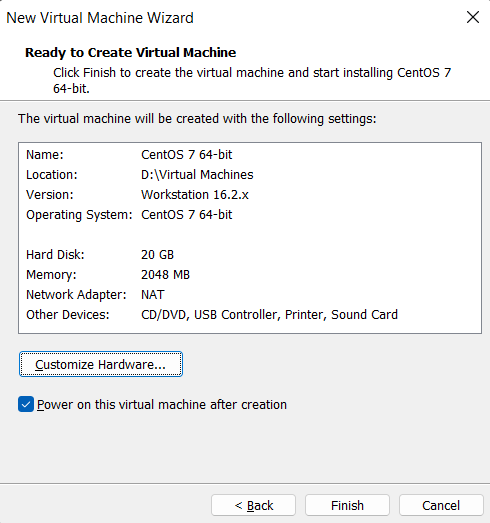 New Virtual Machine Wizard
Ready to Create Virtual Machine
Click Finish to create the virtual machine and start installing CentOS 7
64-bit.
The virtual machine will be created with the following settings:
Name: CentOS 7 64-bit
Location: D:\Virtual Machines
Version: Workstation 16.2.x
Operating System: CentOS 7 64-bit
Hard Disk: 20 GB
Memory: 2048 MB
Network Adapter: NAT
Other Devices: CD/DVD, USB Controller, Printer, Sound Card
Customize Hardware...
Power on this virtual machine after creation
< Back Finish Cancel